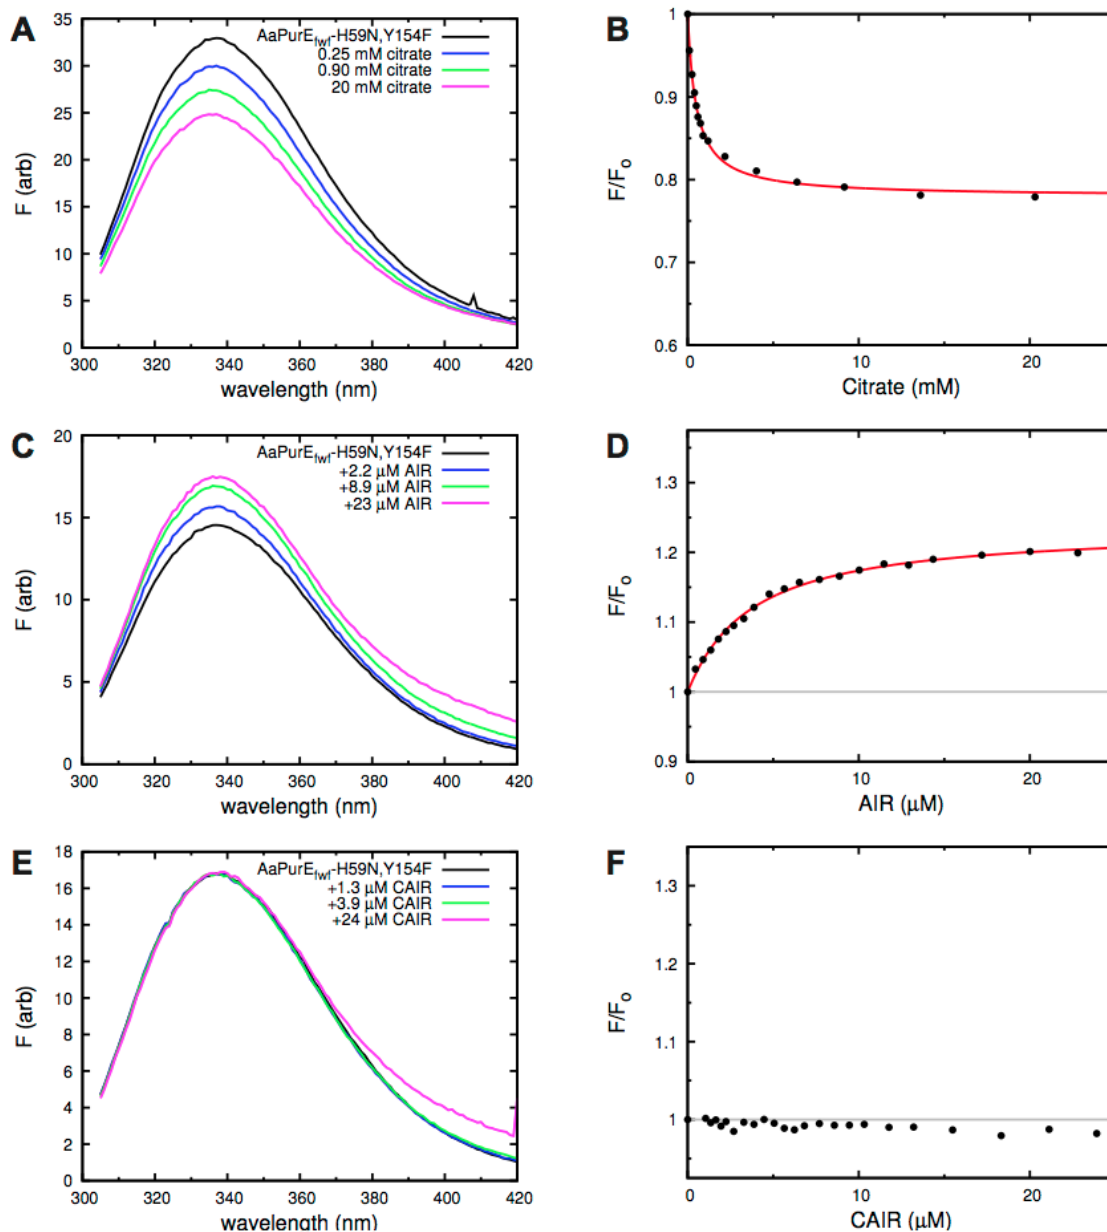 A
AaPurEfwf-H59N,Y154F
0.25 mM citrate
0.90 mM citrate
20 mM citrate
35
30
25
20
15
10
5
0
F (arb)
300 320 340 360 380 400 420
wavelength (nm)
B
1
0.9
0.8
0.7
0.6
F/Fo
0 10 20
Citrate (mM)
C
AaPurEfwf-H59N,Y154F
+2.2 μM AIR
+8.9 μM AIR
+23 μM AIR
20
15
10
5
0
F (arb)
300 320 340 360 380 400 420
wavelength (nm)
D
1.3
1.2
1.1
1
0.9
F/Fo
0 10 20
AIR (μM)
E
AaPurEfwf-H59N,Y154F
+1.3 μM CAIR
+3.9 μM CAIR
+24 μM CAIR
18
16
14
12
10
8
6
4
2
0
F (arb)
300 320 340 360 380 400 420
wavelength (nm)
F
1.3
1.2
1.1
1
F/Fo
0 10 20
CAIR (μM)